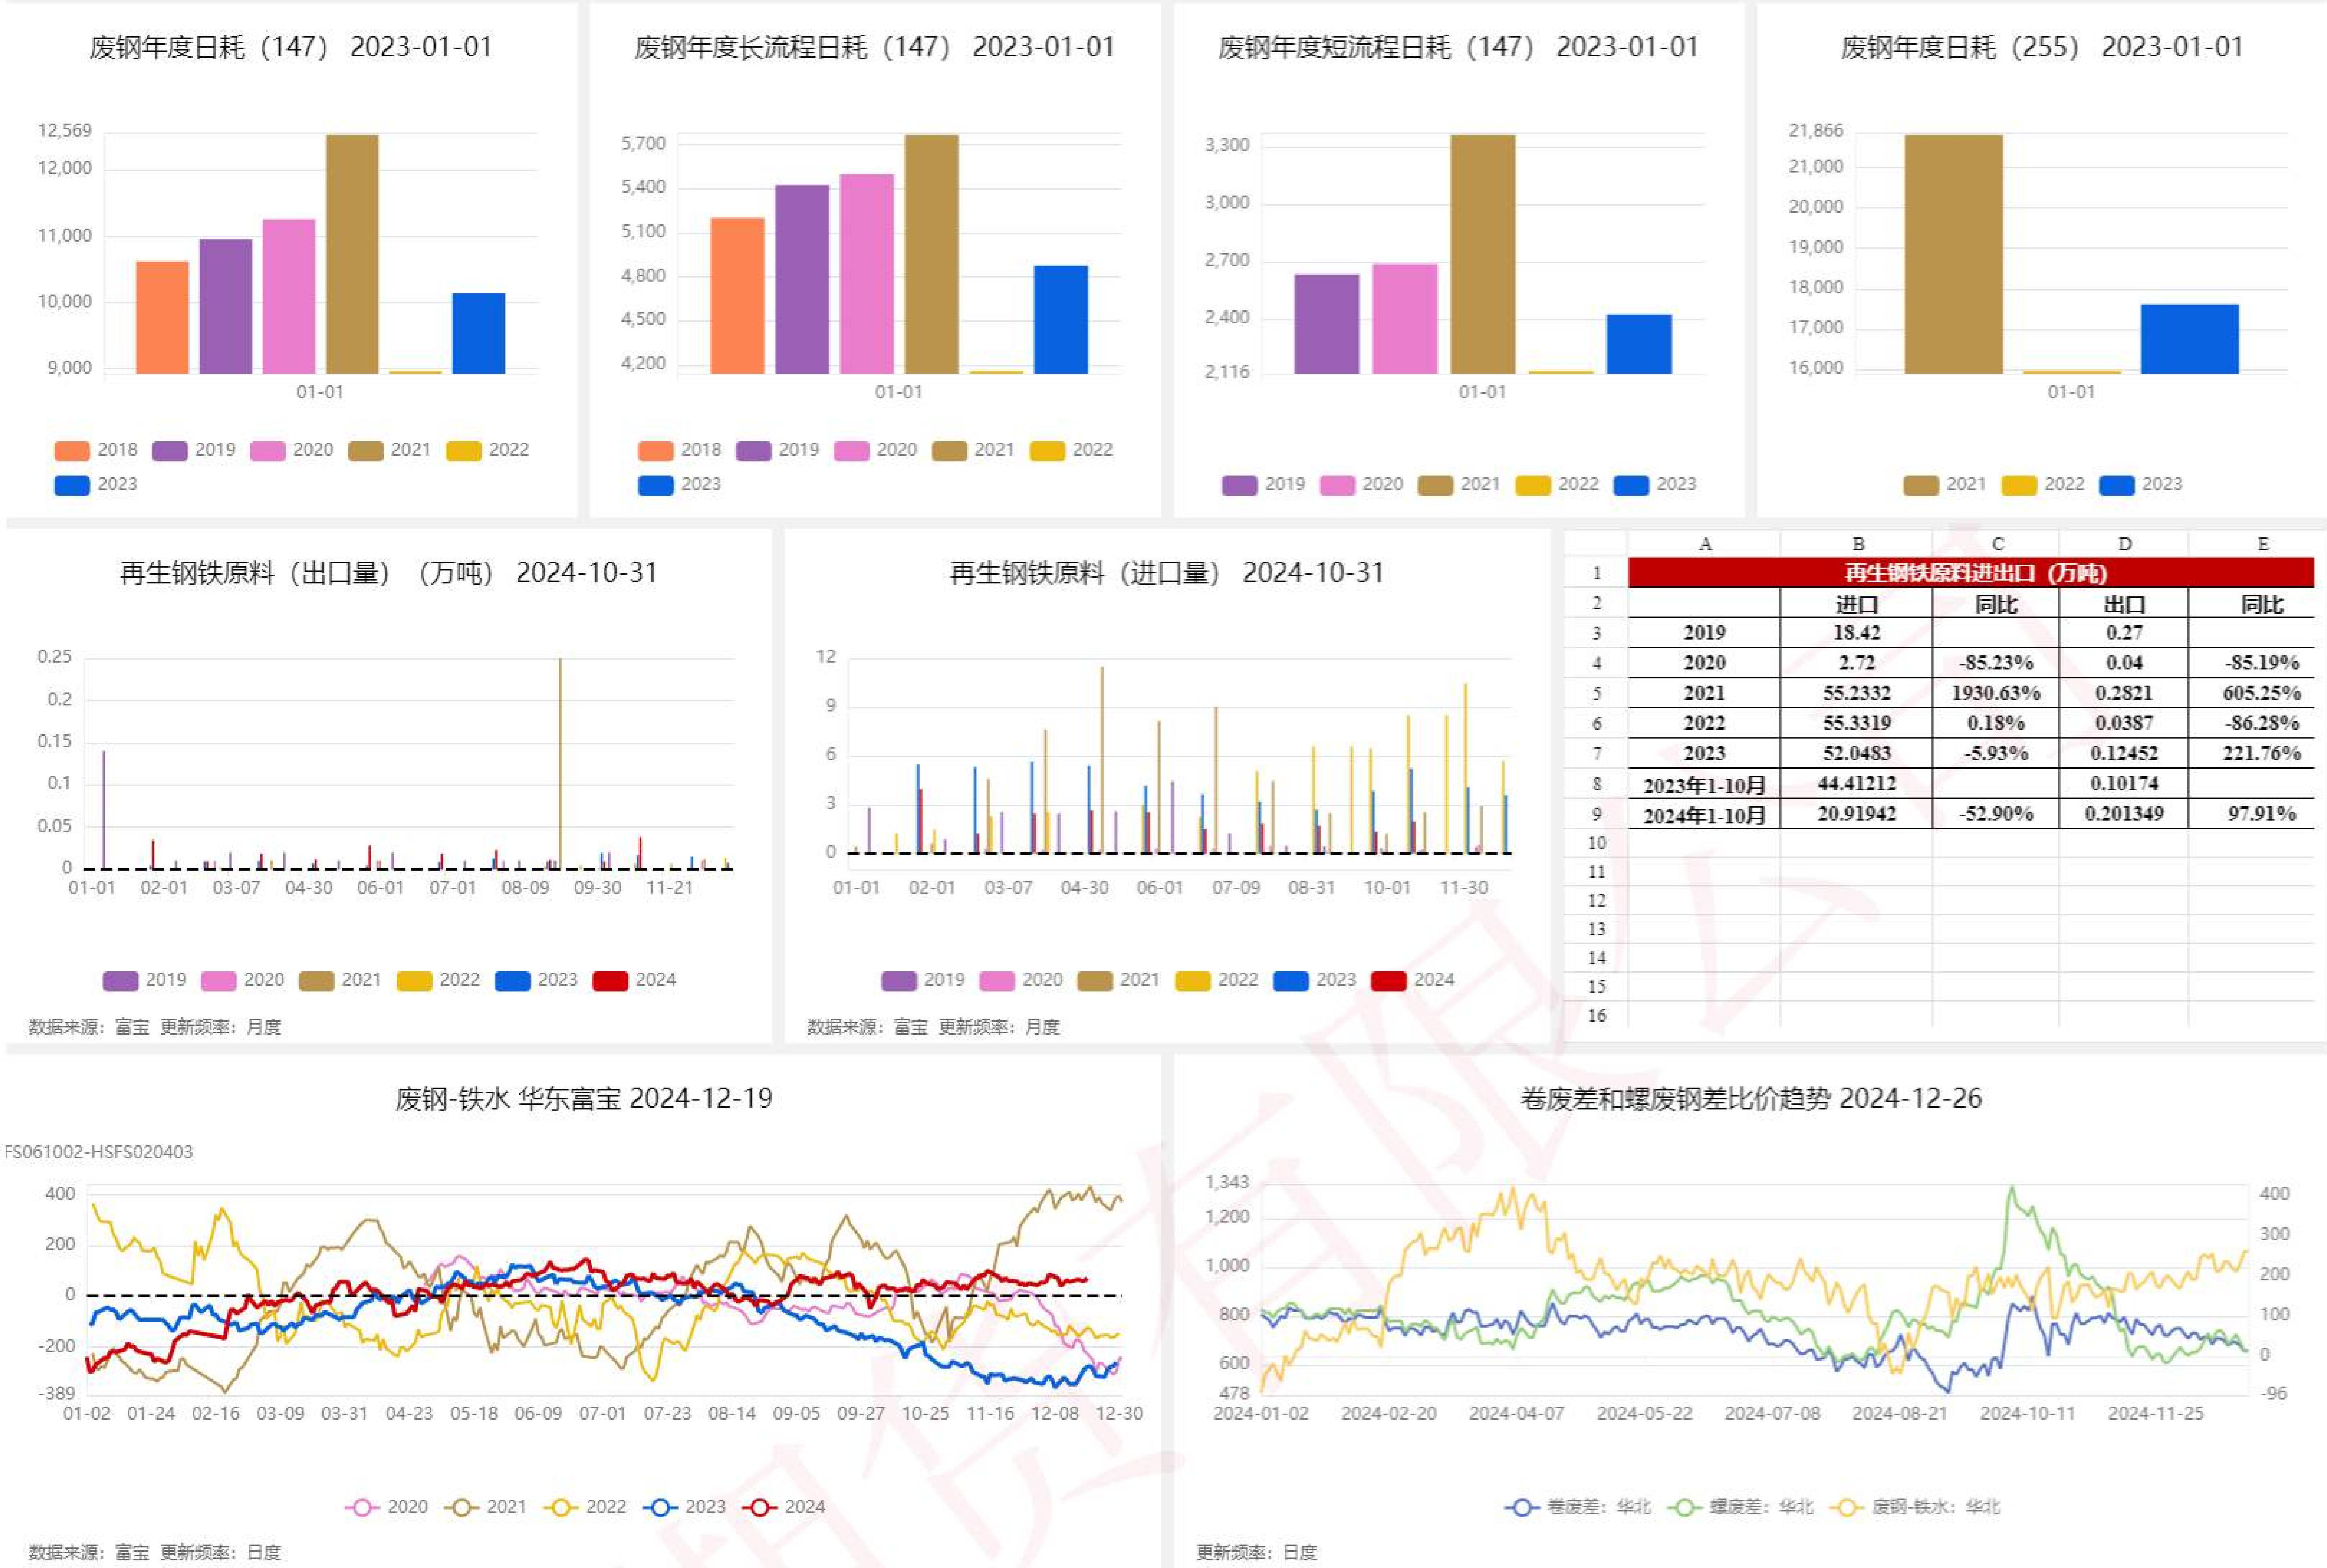 废钢年度日耗（147） 2023-01-01
12,569
12,000
11,000
10,000
9,000
01-01
2018 2019 2020 2021 2022
2023
废钢年度长流程日耗（147） 2023-01-01
5,700
5,400
5,100
4,800
4,500
4,200
01-01
2018 2019 2020 2021 2022
2023
废钢年度短流程日耗（147） 2023-01-01
3,300
3,000
2,700
2,400
2,116
01-01
2019 2020 2021 2022 2023
废钢年度日耗（255） 2023-01-01
21,866
21,000
20,000
19,000
18,000
17,000
16,000
01-01
2021 2022 2023
再生钢铁原料（出口量）（万吨） 2024-10-31
0.25
0.2
0.15
0.1
0.05
0
01-01 02-01 03-07 04-30 06-01 07-01 08-09 09-30 11-21
2019 2020 2021 2022 2023 2024
数据来源：富宝 更新频率：月度
再生钢铁原料（进口量） 2024-10-31
12
9
6
3
0
01-01 02-01 03-07 04-30 06-01 07-09 08-31 10-01 11-30
2019 2020 2021 2022 2023 2024
数据来源：富宝 更新频率：月度
A B C D E
1 再生钢铁原料进出口（万吨）
2 进口 同比 出口 同比
3 2019 18.42 0.27
4 2020 2.72 -85.23% 0.04 -85.19%
5 2021 55.2332 1930.63% 0.2821 605.25%
6 2022 55.3319 0.18% 0.0387 -86.28%
7 2023 52.0483 -5.93% 0.12452 221.76%
8 2023年1-10月 44.41212 0.10174
9 2024年1-10月 20.91942 -52.90% 0.201349 97.91%
10
11
12
13
14
15
16
废钢-铁水 华东富宝 2024-12-19
FS061002-HSFS020403
400
200
0
-200
-389
01-02 01-24 02-16 03-09 03-31 04-23 05-18 06-09 07-01 07-23 08-14 09-05 09-27 10-25 11-16 12-08 12-30
2020 2021 2022 2023 2024
数据来源：富宝 更新频率：日度
卷废差和螺废钢差比价趋势 2024-12-26
1,343
1,200
1,000
800
600
478
400
300
200
100
0
-96
2024-01-02 2024-02-20 2024-04-07 2024-05-22 2024-07-08 2024-08-21 2024-10-11 2024-11-25
卷废差：华北 螺废差：华北 废钢-铁水：华北
更新频率：日度
期货有限公司